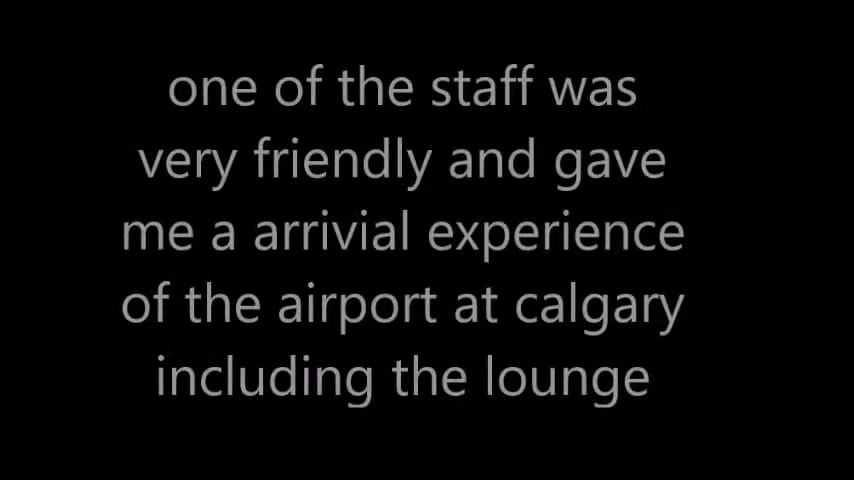 one of the staff was
very friendly and gave
me a arrivial experience
of the airport at calgary
including the lounge